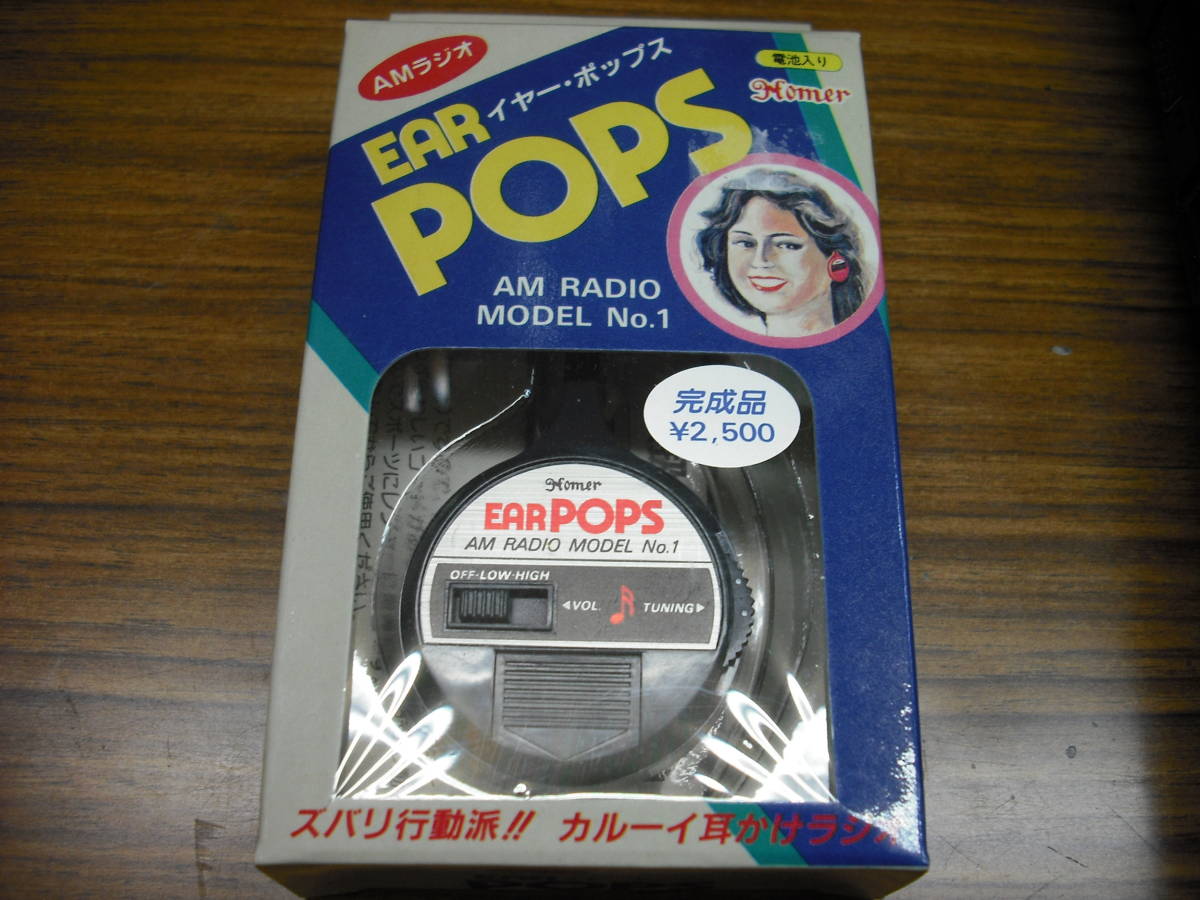 AMラジオ
イヤー・ポップス
電池入り
Homer
EAR
POPS
AM RADIO
MODEL No.1
完成品
¥2,500
Homer
EARPOPS
AM RADIO MODEL No.1
OFF-LOW-HIGH
◀VOL.
TUNING▶
ズバリ行動派!! カルーイ耳かけラジオ